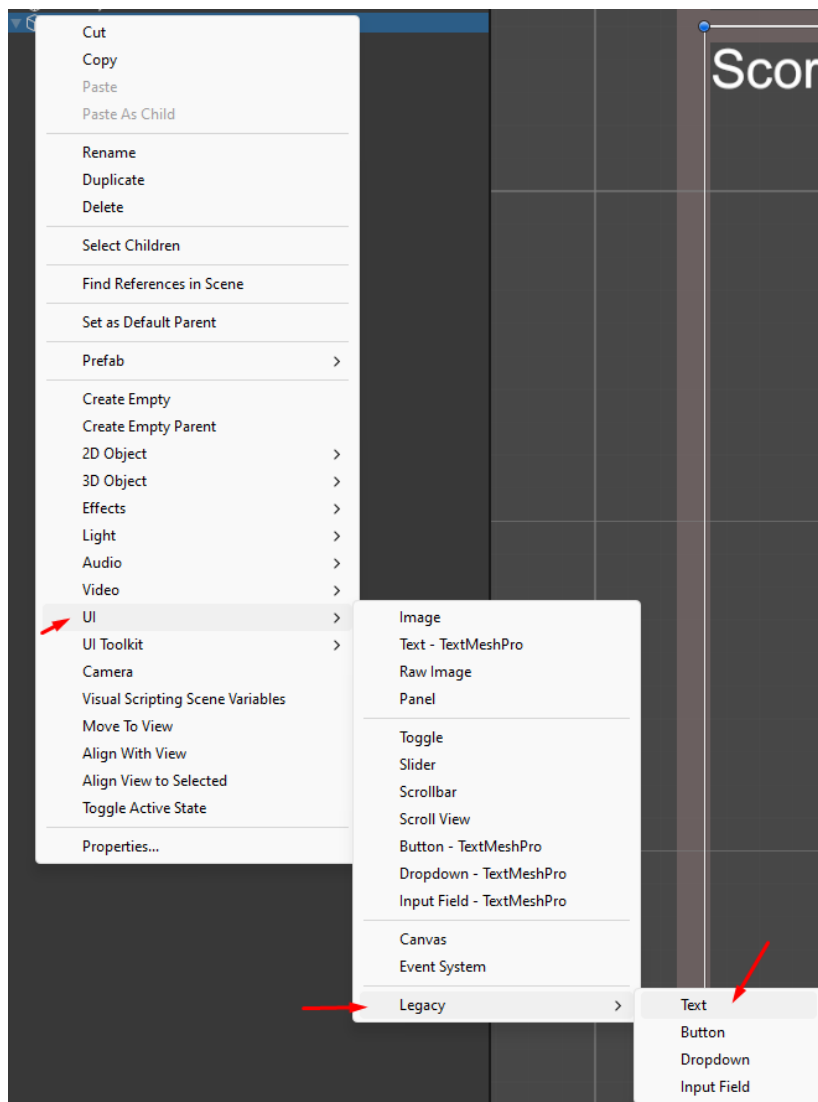 Cut
Copy
Paste
Paste As Child
Rename
Duplicate
Delete
Select Children
Find References in Scene
Set as Default Parent
Prefab
Create Empty
Create Empty Parent
2D Object
3D Object
Effects
Light
Audio
Video
UI
UI Toolkit
Camera
Visual Scripting Scene Variables
Move To View
Align With View
Align View to Selected
Toggle Active State
Properties...
Image
Text - TextMeshPro
Raw Image
Panel
Toggle
Slider
Scrollbar
Scroll View
Button - TextMeshPro
Dropdown - TextMeshPro
Input Field - TextMeshPro
Canvas
Event System
Legacy
Text
Button
Dropdown
Input Field
Scor